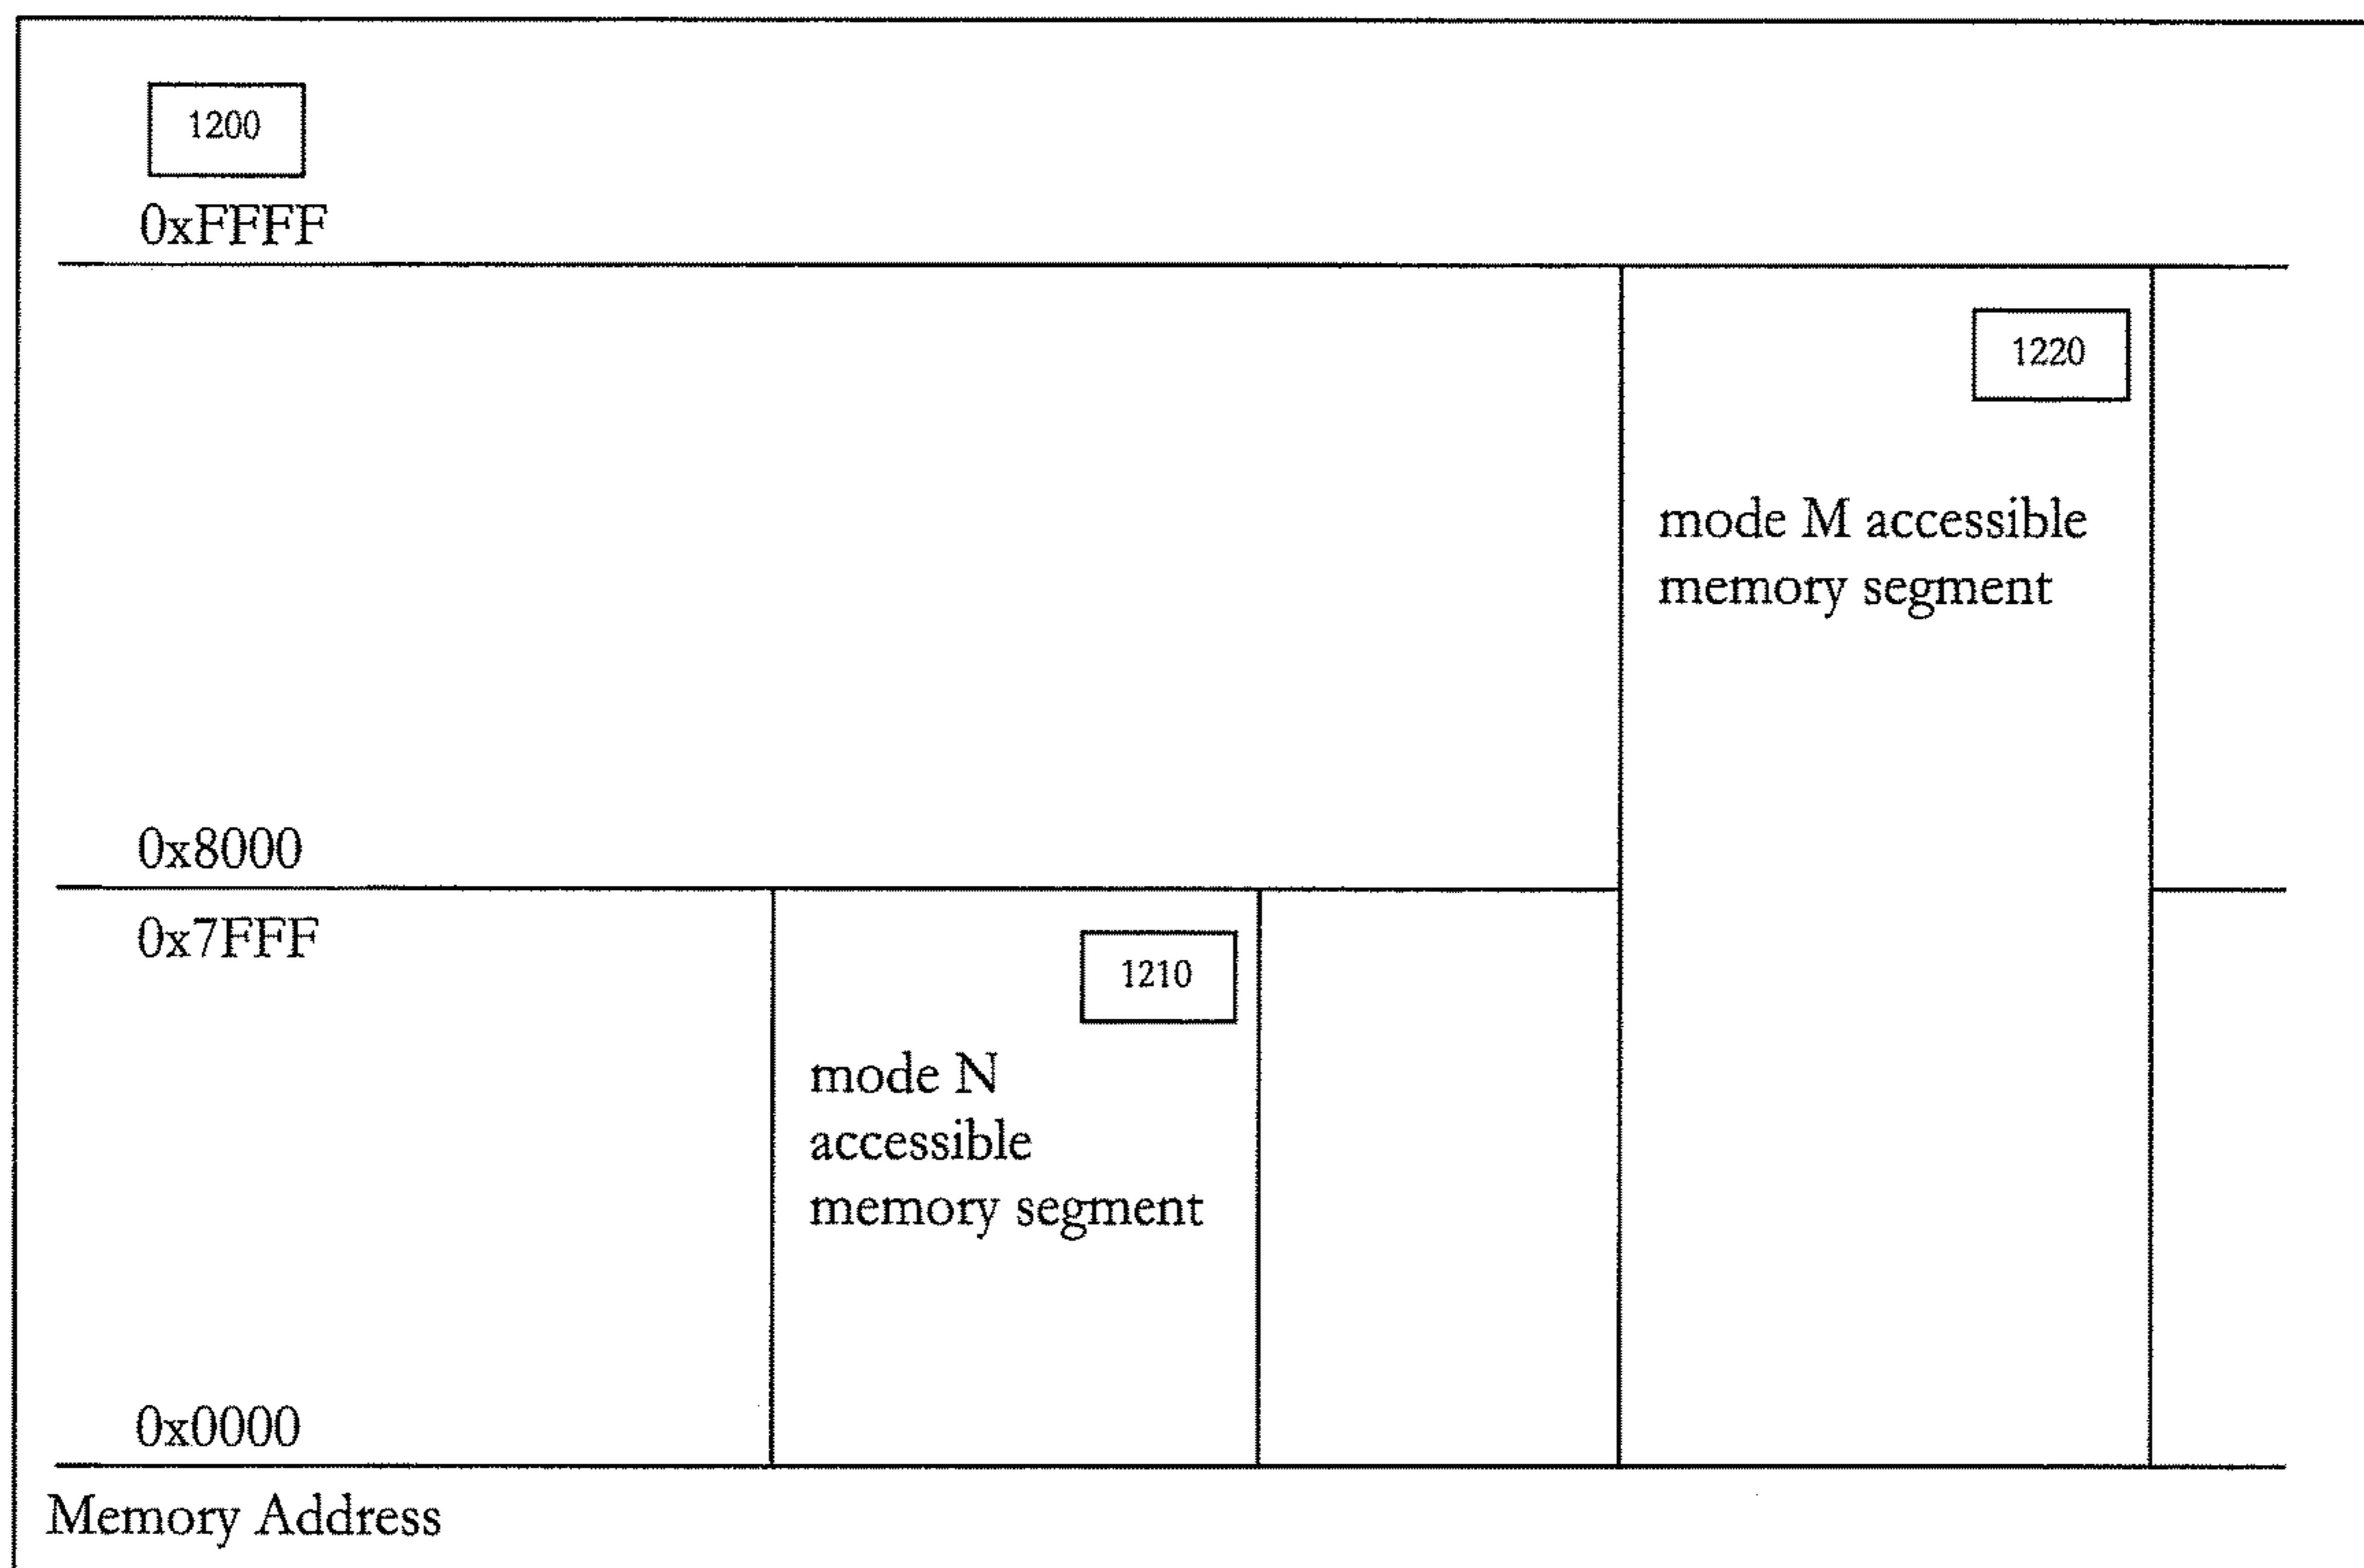 1200
0xFFFF
1220
mode M accessible
memory segment
0x8000
0x7FFF
1210
mode N
accessible
memory segment
0x0000
Memory Address